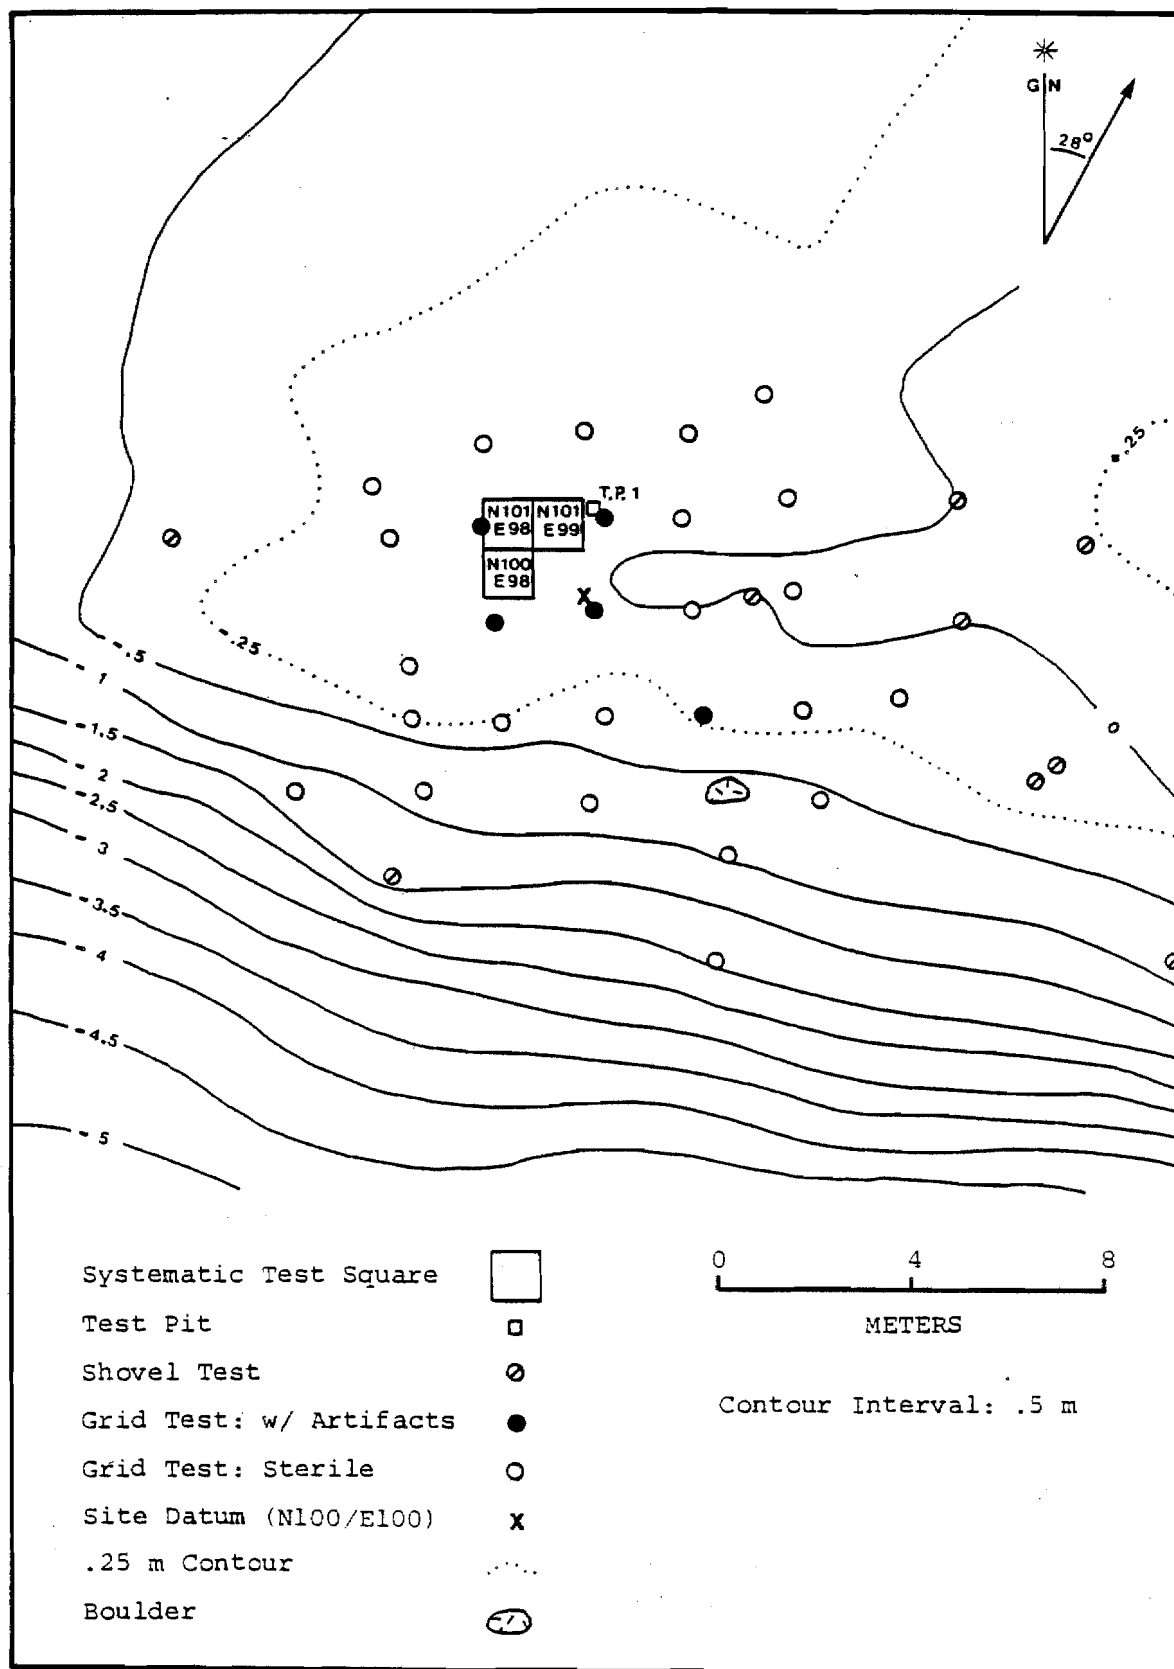 G N
28°
T.P. 1
N101 N101
E98 E99
N100
E98
X
-.25
-.25
-.5
-1
-1.5
-2
-2.5
-3
-3.5
-4
-4.5
-5
0
Systematic Test Square
Test Pit
Shovel Test
Grid Test: w/ Artifacts
Grid Test: Sterile
Site Datum (N100/E100) X
.25 m Contour
Boulder
0 4 8
METERS
Contour Interval: .5 m